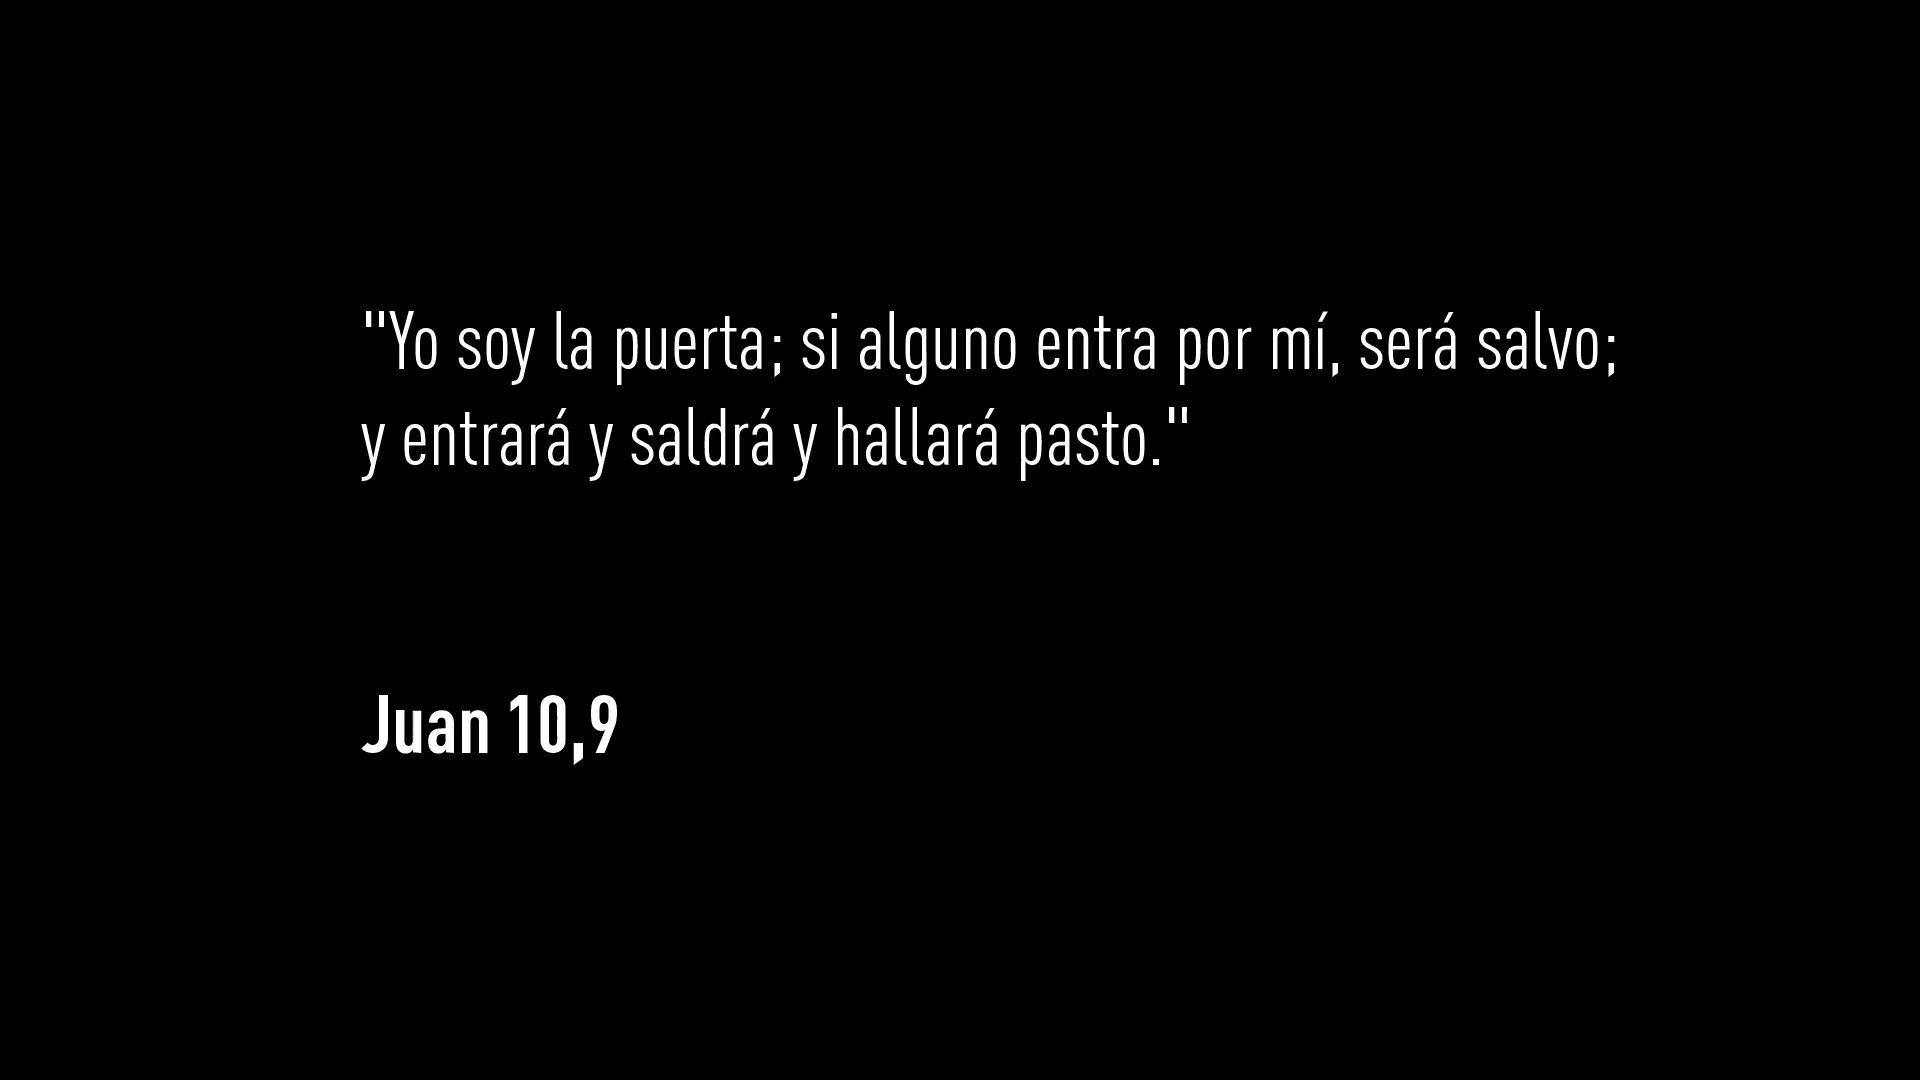 "Yo soy la puerta; si alguno entra por mí, será salvo;
y entrará y saldrá y hallará pasto."
Juan 10,9